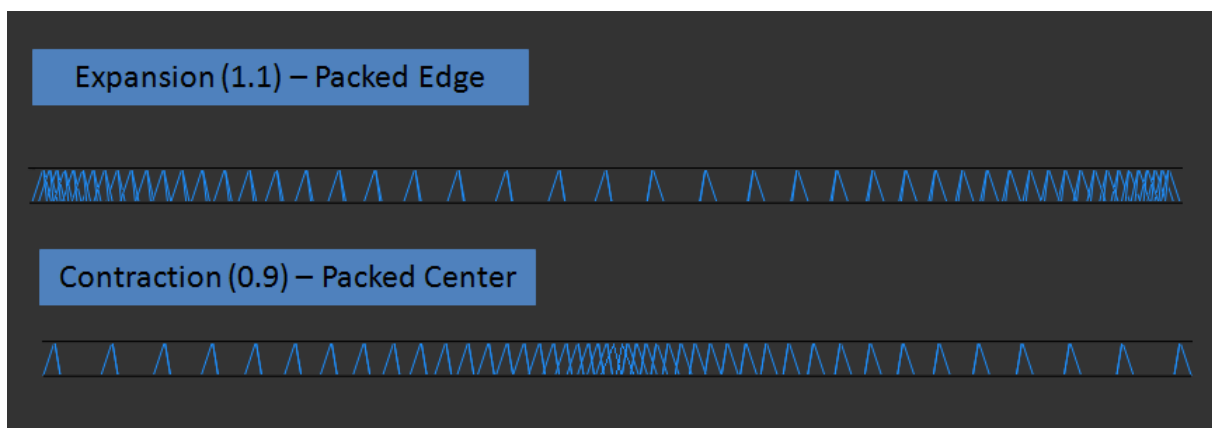 Expansion (1.1) – Packed Edge
Contraction (0.9) – Packed Center